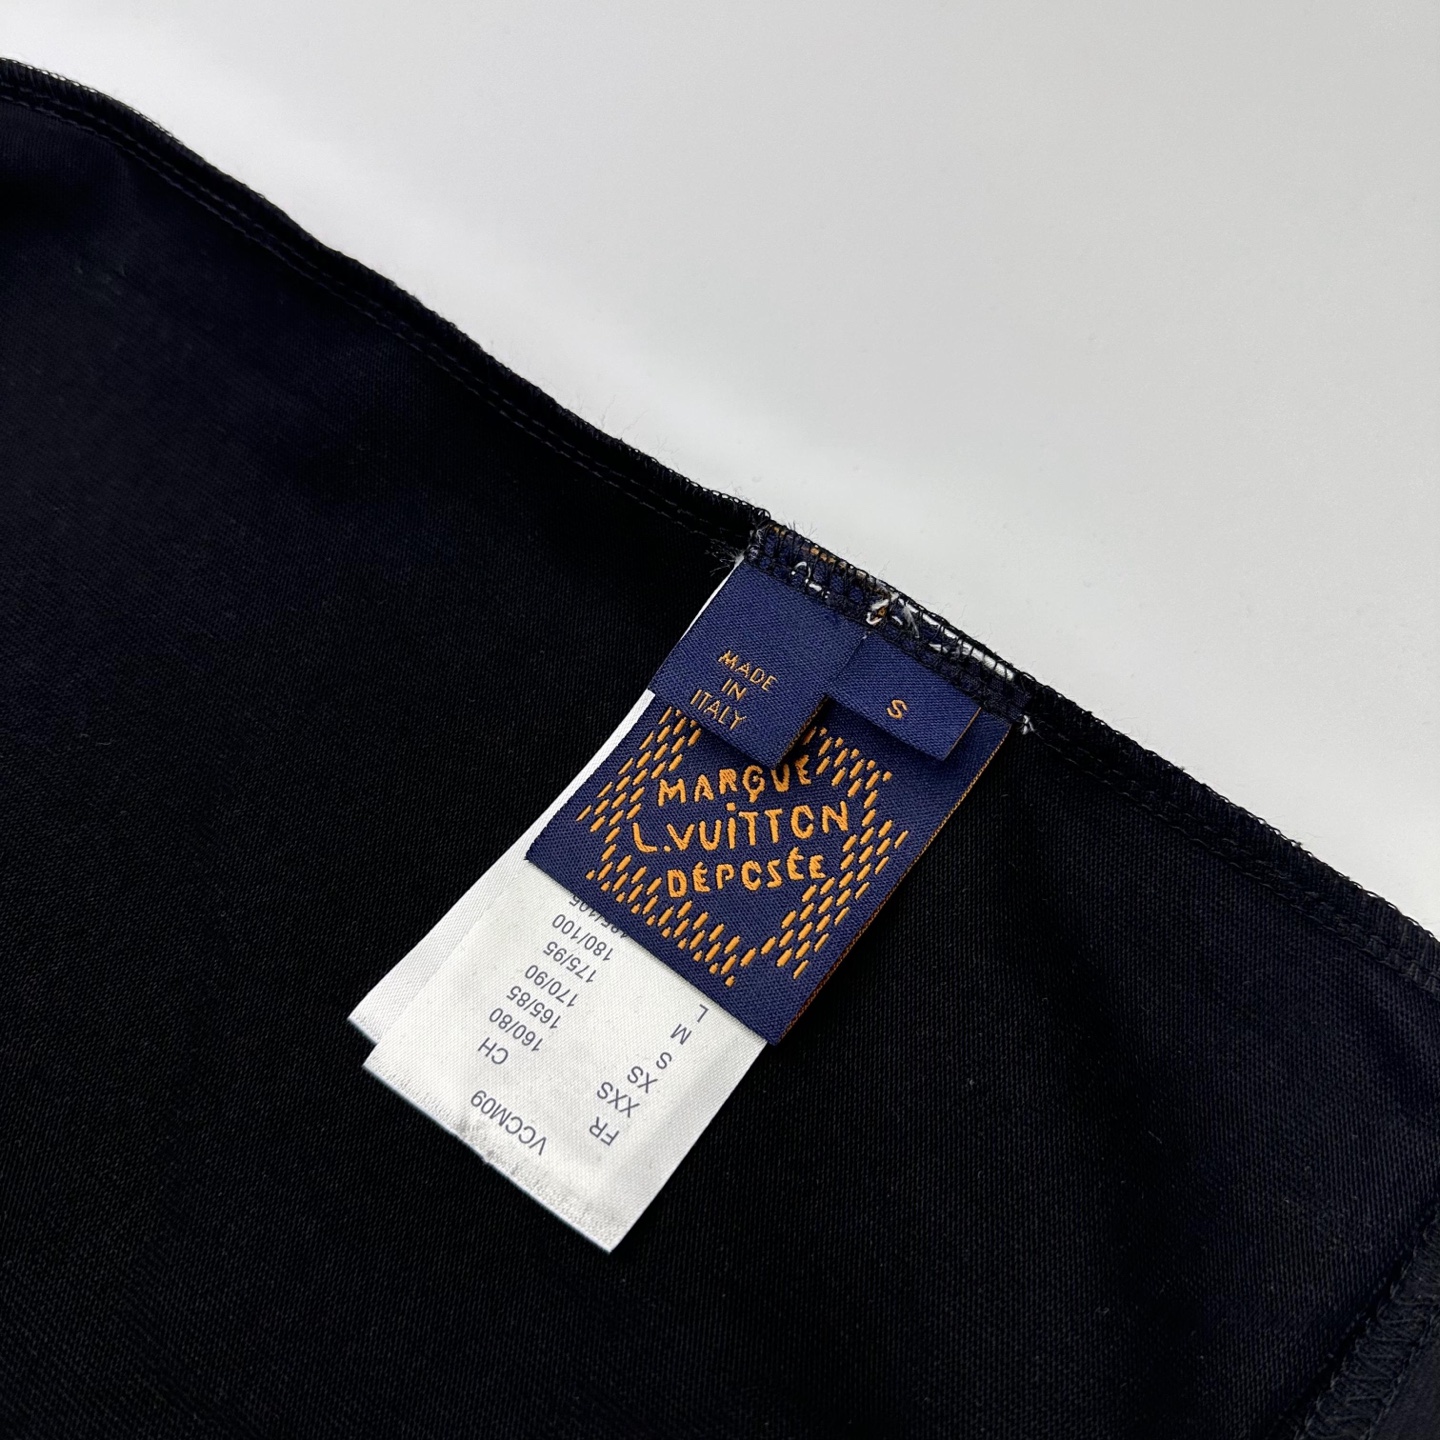 MADE
IN
ITALY
S
MARQUE
L.VUITTON
DÉPOSÉE
VCCM09
FR CH
XXS 160/80
XS 165/85
S 170/90
M 175/95
L 180/100